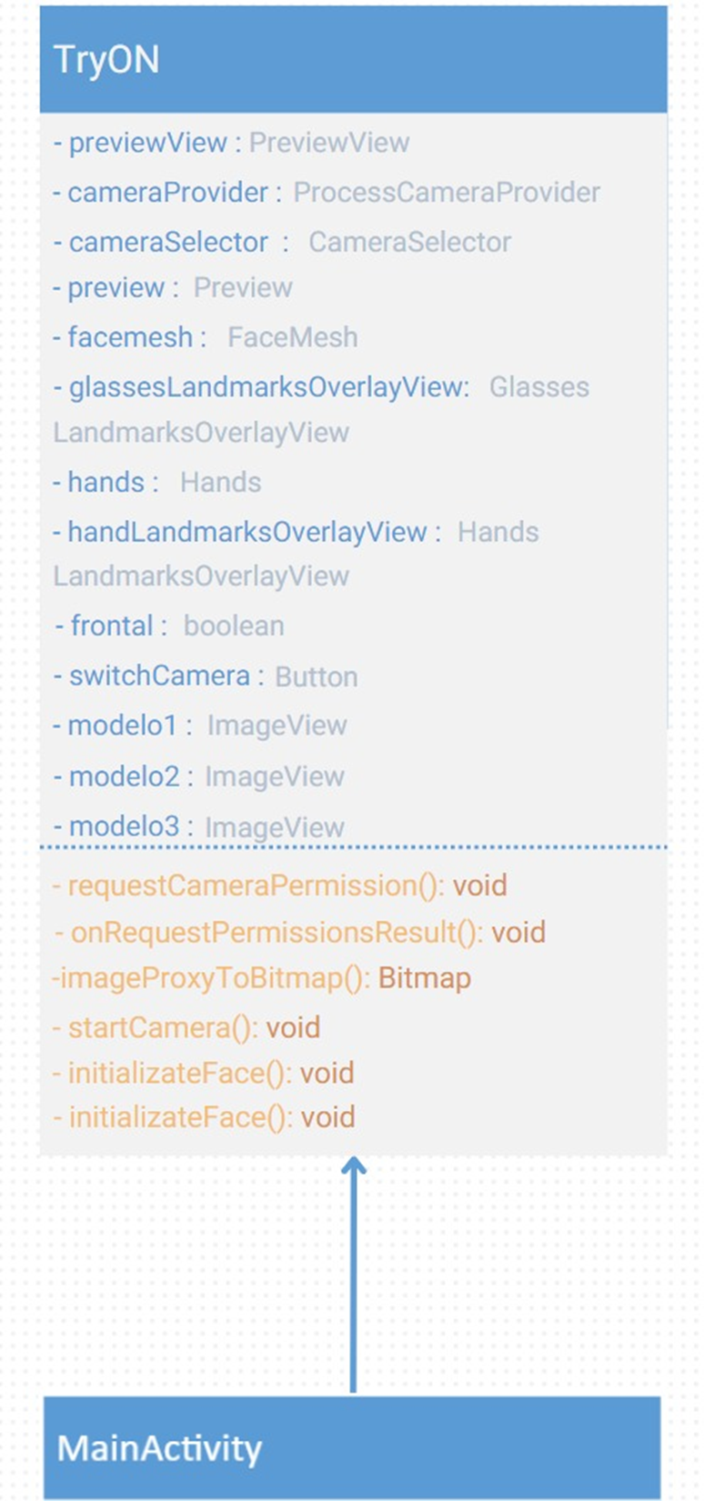 TryON
- previewView : PreviewView
- cameraProvider : ProcessCameraProvider
- cameraSelector : CameraSelector
- preview : Preview
- facemesh : FaceMesh
- glassesLandmarksOverlayView: Glasses
LandmarksOverlayView
- hands : Hands
- handLandmarksOverlayView : Hands
LandmarksOverlayView
- frontal : boolean
- switchCamera : Button
- modelo1 : ImageView
- modelo2 : ImageView
- modelo3 : ImageView
- requestCameraPermission(): void
- onRequestPermissionsResult(): void
-imageProxyToBitmap(): Bitmap
- startCamera(): void
- initializateFace(): void
- initializateFace(): void
MainActivity